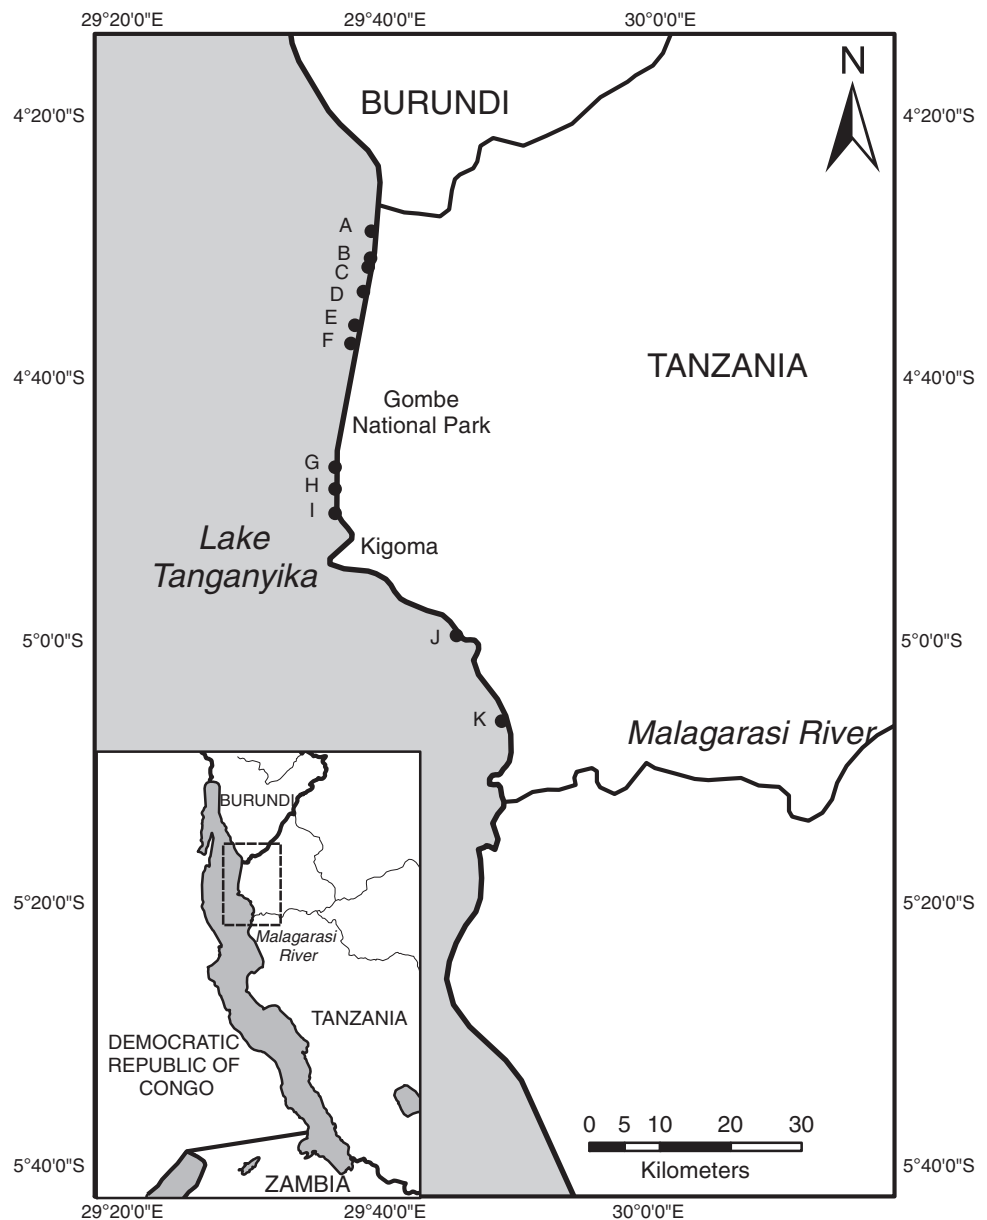 29°20'0"E 29°40'0"E 30°0'0"E
N
BURUNDI
4°20'0"S 4°20'0"S
A
B
C
D
E
F
TANZANIA
4°40'0"S 4°40'0"S
Gombe
National Park
G
H
I
Lake
Tanganyika
Kigoma
5°0'0"S 5°0'0"S
J
K
Malagarasi River
BURUNDI
5°20'0"S 5°20'0"S
Malagarasi
River
TANZANIA
DEMOCRATIC
REPUBLIC OF
CONGO
0 5 10 20 30
Kilometers
5°40'0"S 5°40'0"S
ZAMBIA
29°20'0"E 29°40'0"E 30°0'0"E